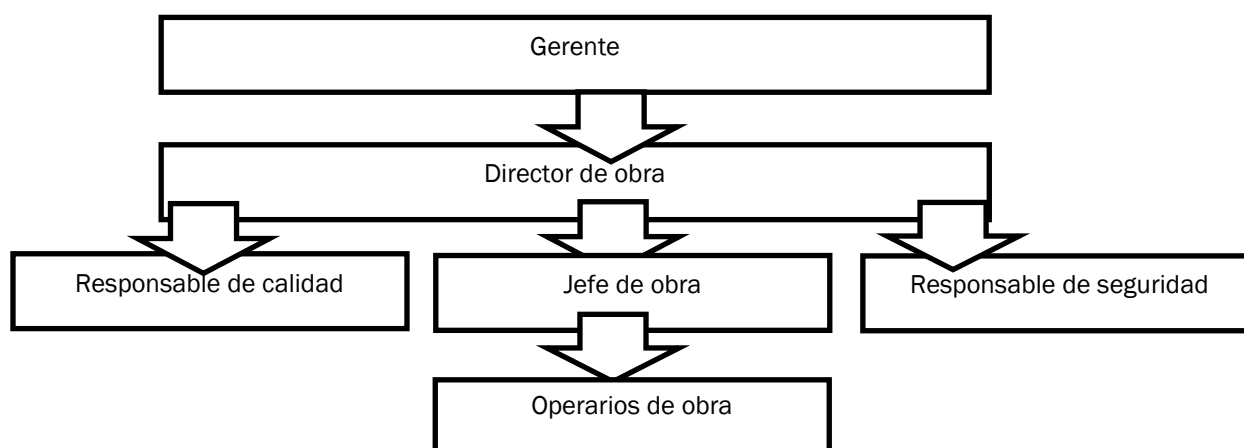 Gerente
Director de obra
Responsable de calidad
Jefe de obra
Responsable de seguridad
Operarios de obra